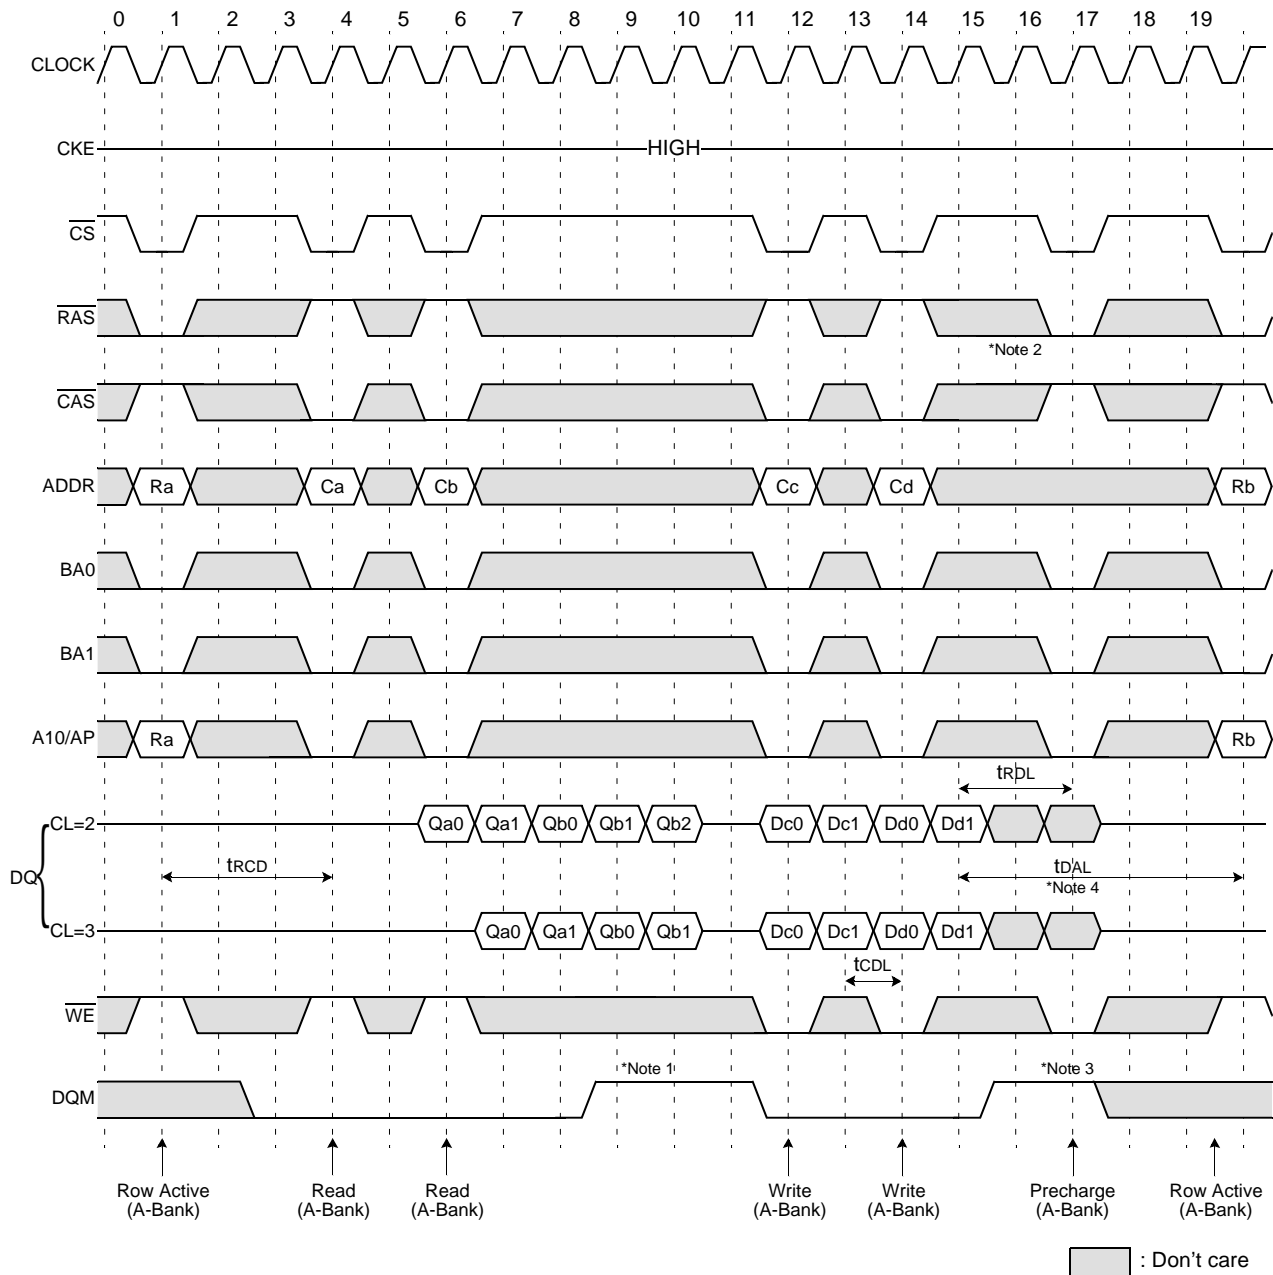 0 1 2 3 4 5 6 7 8 9 10 11 12 13 14 15 16 17 18 19
CLOCK
CKE HIGH
CS
RAS
*Note 2
CAS
ADDR Ra Ca Cb Cc Cd Rb
BA0
BA1
A10/AP Ra Rb
tRDL
CL=2 Qa0 Qa1 Qb0 Qb1 Qb2 Dc0 Dc1 Dd0 Dd1
DQ tRCD tDAL
*Note 4
CL=3 Qa0 Qa1 Qb0 Qb1 Dc0 Dc1 Dd0 Dd1
tCDL
WE
*Note 1 *Note 3
DQM
Row Active Read Read Write Write Precharge Row Active
(A-Bank) (A-Bank) (A-Bank) (A-Bank) (A-Bank) (A-Bank) (A-Bank)
: Don't care